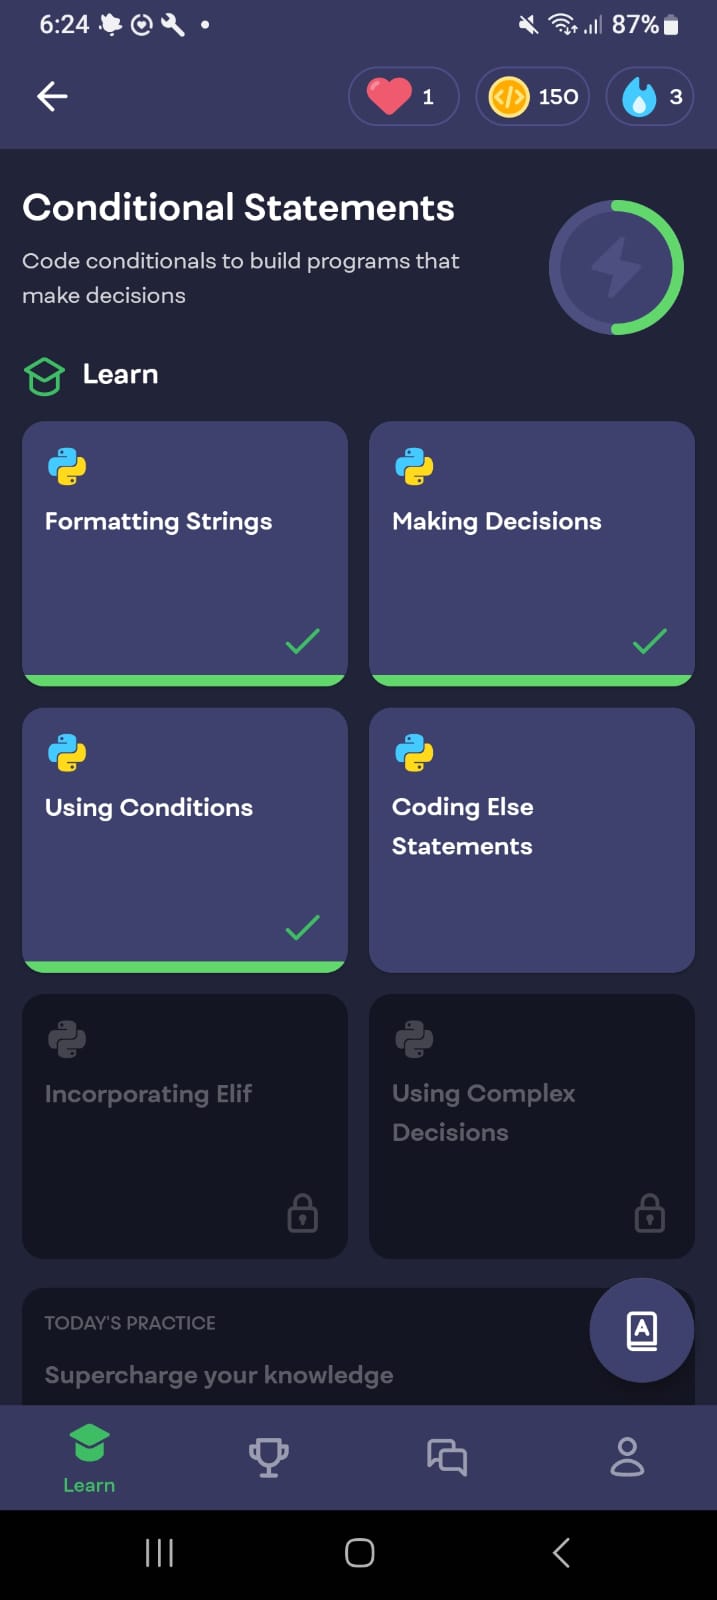 6:24 87%
1 150 3
Conditional Statements
Code conditionals to build programs that
make decisions
Learn
Formatting Strings
Making Decisions
Using Conditions
Coding Else
Statements
Incorporating Elif
Using Complex
Decisions
TODAY'S PRACTICE
Supercharge your knowledge
A
Learn